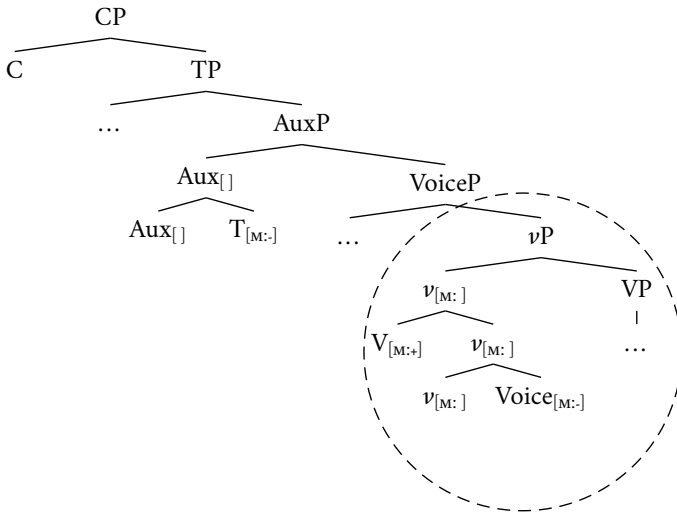 CP
C TP
… AuxP
Aux[ ] VoiceP
Aux[ ] T[M:-] … vP
v[M: ] VP
V[M:+] v[M: ] …
v[M: ] Voice[M:-]